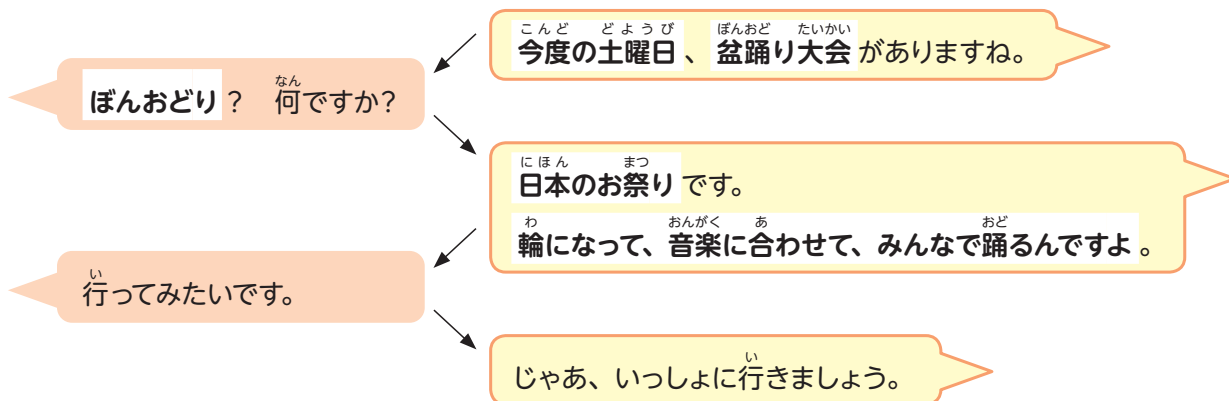 今度の土曜日、盆踊り大会がありますね。
ぼんおどり？ 何ですか？
日本のお祭りです。
輪になって、音楽に合わせて、みんなで踊るんですよ。
行ってみたいです。
じゃあ、いっしょに行きましょう。